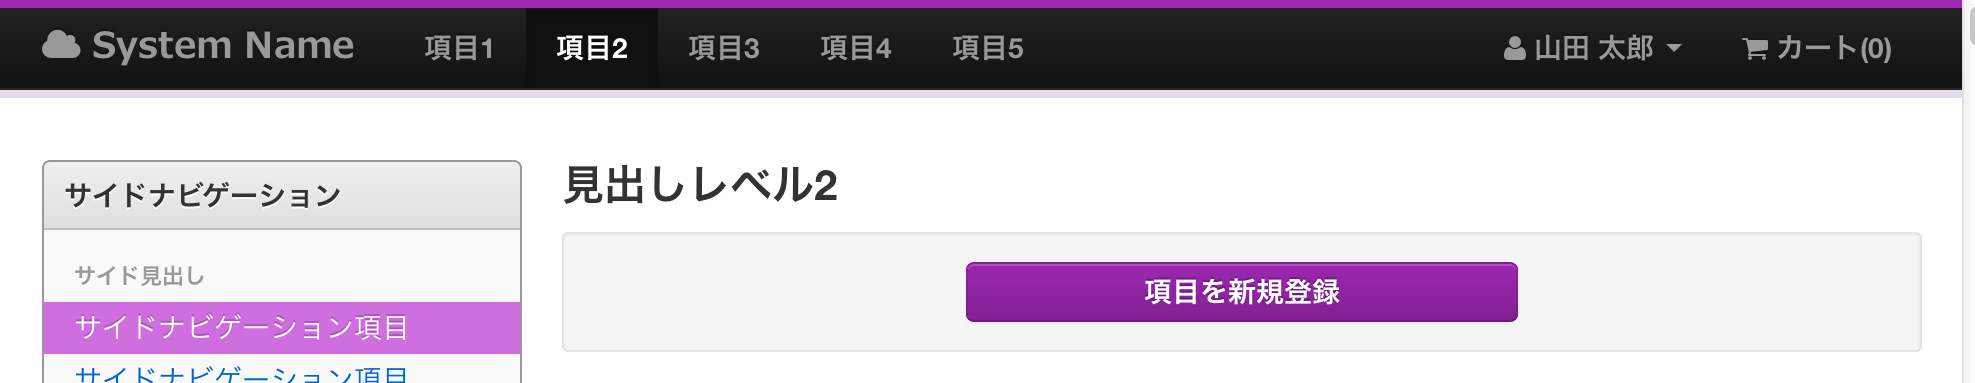 System Name 項目1 項目2 項目3 項目4 項目5 山田 太郎 カート(0)
サイドナビゲーション
見出しレベル2
サイド見出し
項目を新規登録
サイドナビゲーション項目
サイドナビゲーション項目